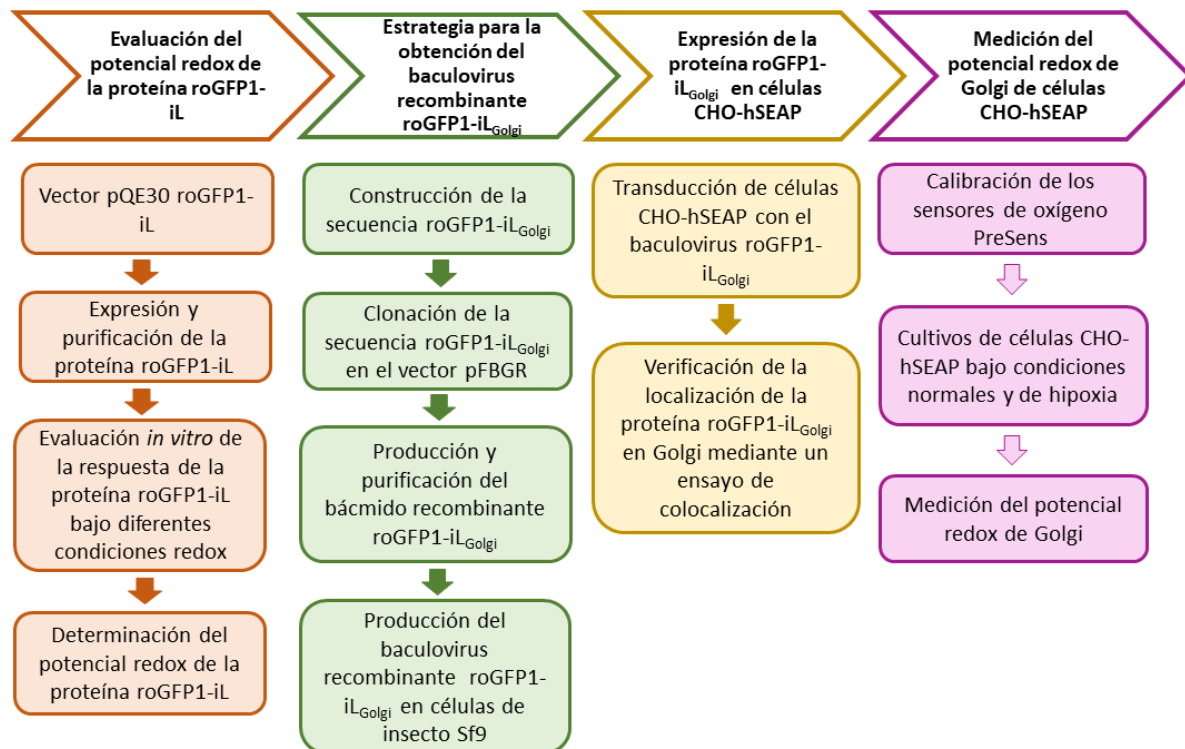 Evaluación del
potencial redox de
la proteína roGFP1-
iL
Estrategia para la
obtención del
baculovirus
recombinante
roGFP1-iLGolgi
Expresión de la
proteína roGFP1-
iLGolgi en células
CHO-hSEAP
Medición del
potencial redox de
Golgi de células
CHO-hSEAP
Vector pQE30 roGFP1-
iL
Expresión y
purificación de la
proteína roGFP1-iL
Evaluación in vitro de
la respuesta de la
proteína roGFP1-iL
bajo diferentes
condiciones redox
Determinación del
potencial redox de la
proteína roGFP1-iL
Construcción de la
secuencia roGFP1-iLGolgi
Clonación de la
secuencia roGFP1-iLGolgi
en el vector pFBGR
Producción y
purificación del
bácmido recombinante
roGFP1-iLGolgi
Producción del
baculovirus
recombinante roGFP1-
iLGolgi en células de
insecto Sf9
Transducción de células
CHO-hSEAP con el
baculovirus roGFP1-
iLGolgi
Verificación de la
localización de la
proteína roGFP1-iLGolgi
en Golgi mediante un
ensayo de
colocalización
Calibración de los
sensores de oxígeno
PreSens
Cultivos de células CHO-
hSEAP bajo condiciones
normales y de hipoxia
Medición del potencial
redox de Golgi